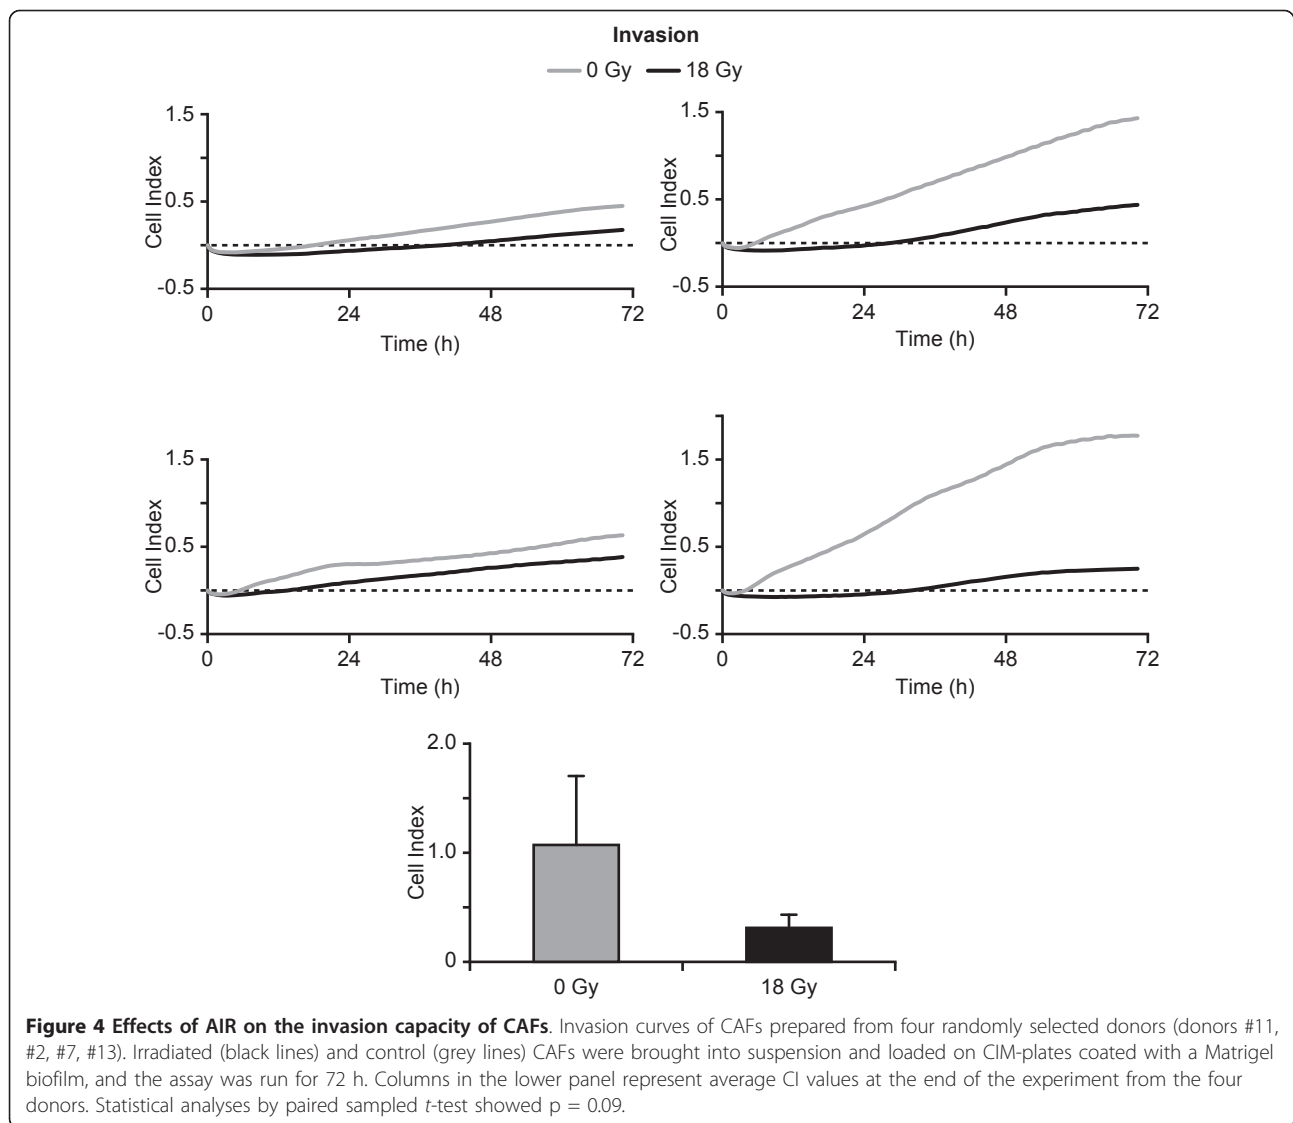 Invasion
0 Gy 18 Gy
1.5
0.5
-0.5
Cell Index
0 24 48 72
Time (h)
1.5
0.5
-0.5
Cell Index
0 24 48 72
Time (h)
1.5
0.5
-0.5
Cell Index
0 24 48 72
Time (h)
1.5
0.5
-0.5
Cell Index
0 24 48 72
Time (h)
2.0
1.0
0
Cell Index
0 Gy 18 Gy
Figure 4 Effects of AIR on the invasion capacity of CAFs. Invasion curves of CAFs prepared from four randomly selected donors (donors #11,
#2, #7, #13). Irradiated (black lines) and control (grey lines) CAFs were brought into suspension and loaded on CIM-plates coated with a Matrigel
biofilm, and the assay was run for 72 h. Columns in the lower panel represent average CI values at the end of the experiment from the four
donors. Statistical analyses by paired sampled t-test showed p = 0.09.